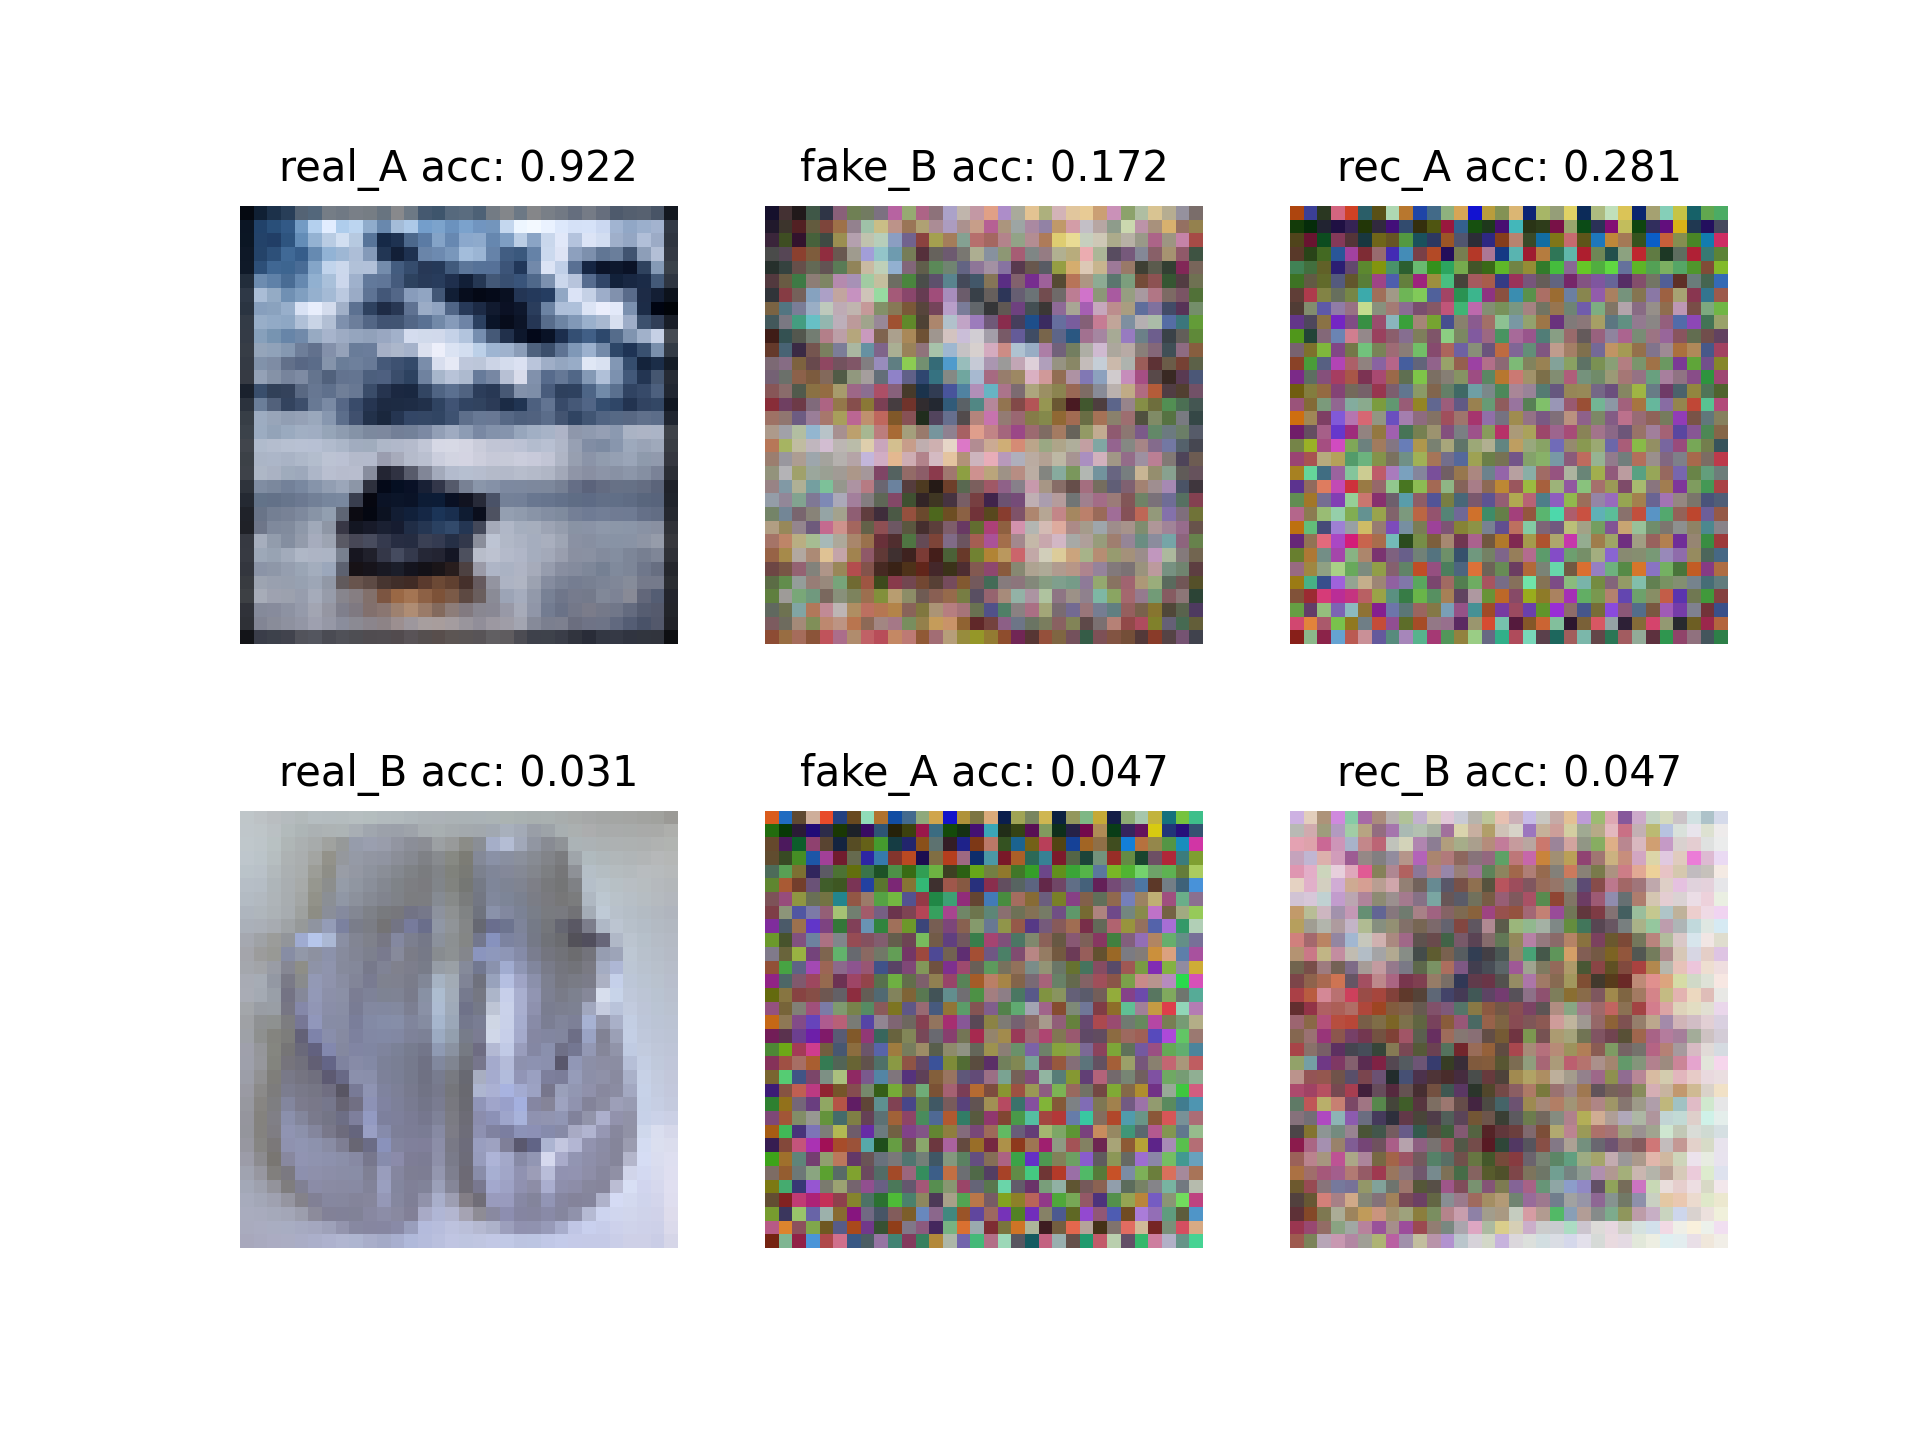 real_A acc: 0.922
fake_B acc: 0.172
rec_A acc: 0.281
real_B acc: 0.031
fake_A acc: 0.047
rec_B acc: 0.047